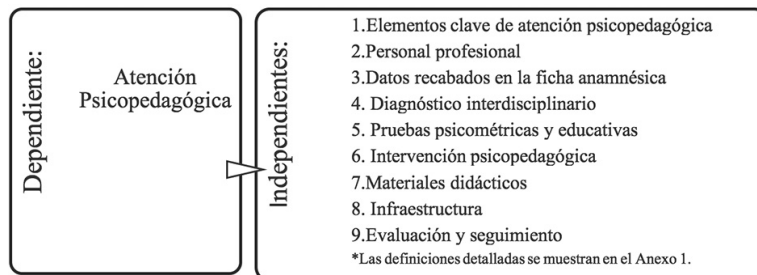 Dependiente:
Atención
Psicopedagógica
Independientes:
1.Elementos clave de atención psicopedagógica
2.Personal profesional
3.Datos recabados en la ficha anamnésica
4. Diagnóstico interdisciplinario
5. Pruebas psicométricas y educativas
6. Intervención psicopedagógica
7.Materiales didácticos
8. Infraestructura
9.Evaluación y seguimiento
*Las definiciones detalladas se muestran en el Anexo 1.